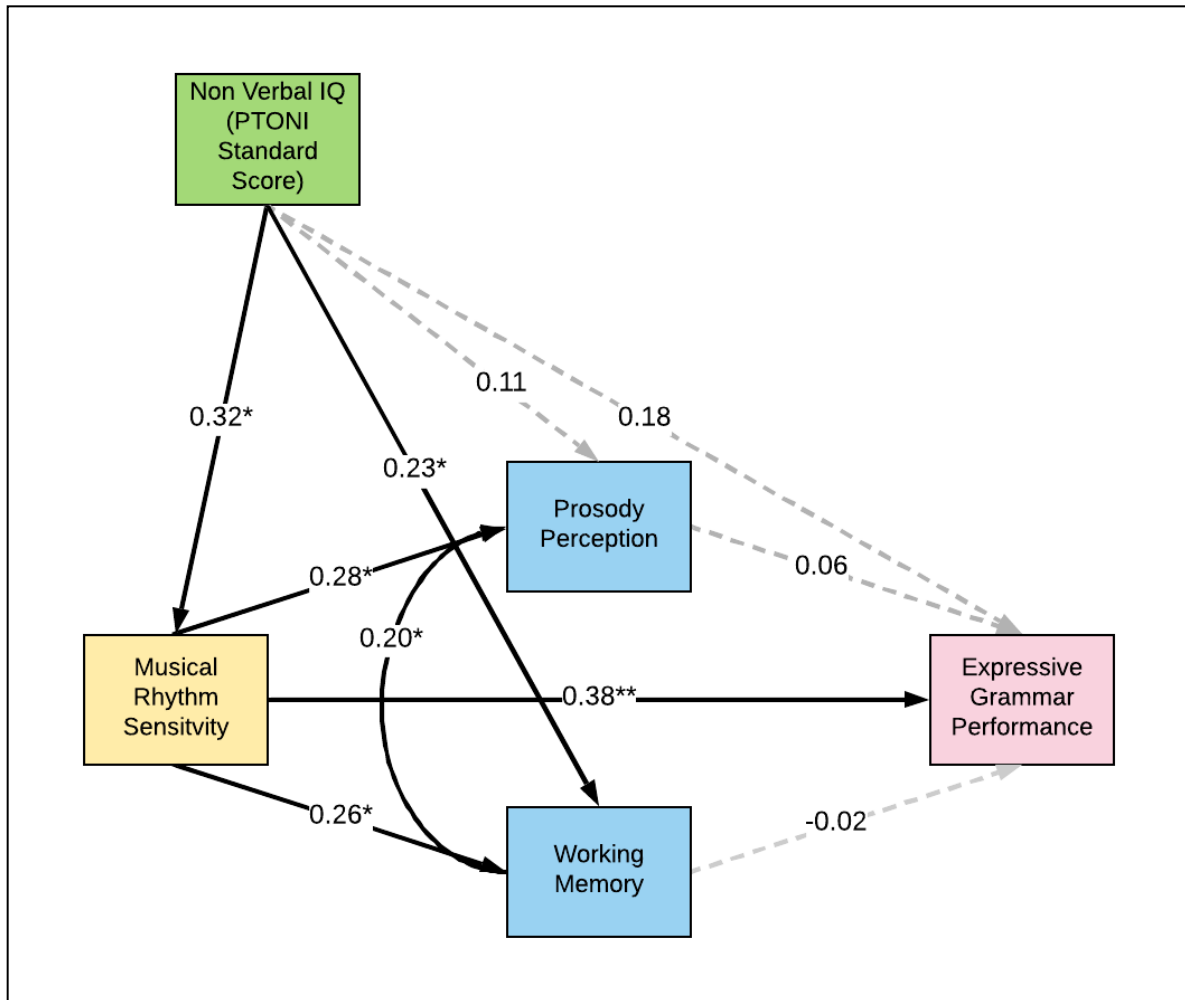 Non Verbal IQ
(PTONI
Standard
Score)
0.11
0.18
0.32*
0.23*
Prosody
Perception
0.06
0.28*
0.20*
Musical
Rhythm
Sensitvity
0.38**
Expressive
Grammar
Performance
0.26*
-0.02
Working
Memory